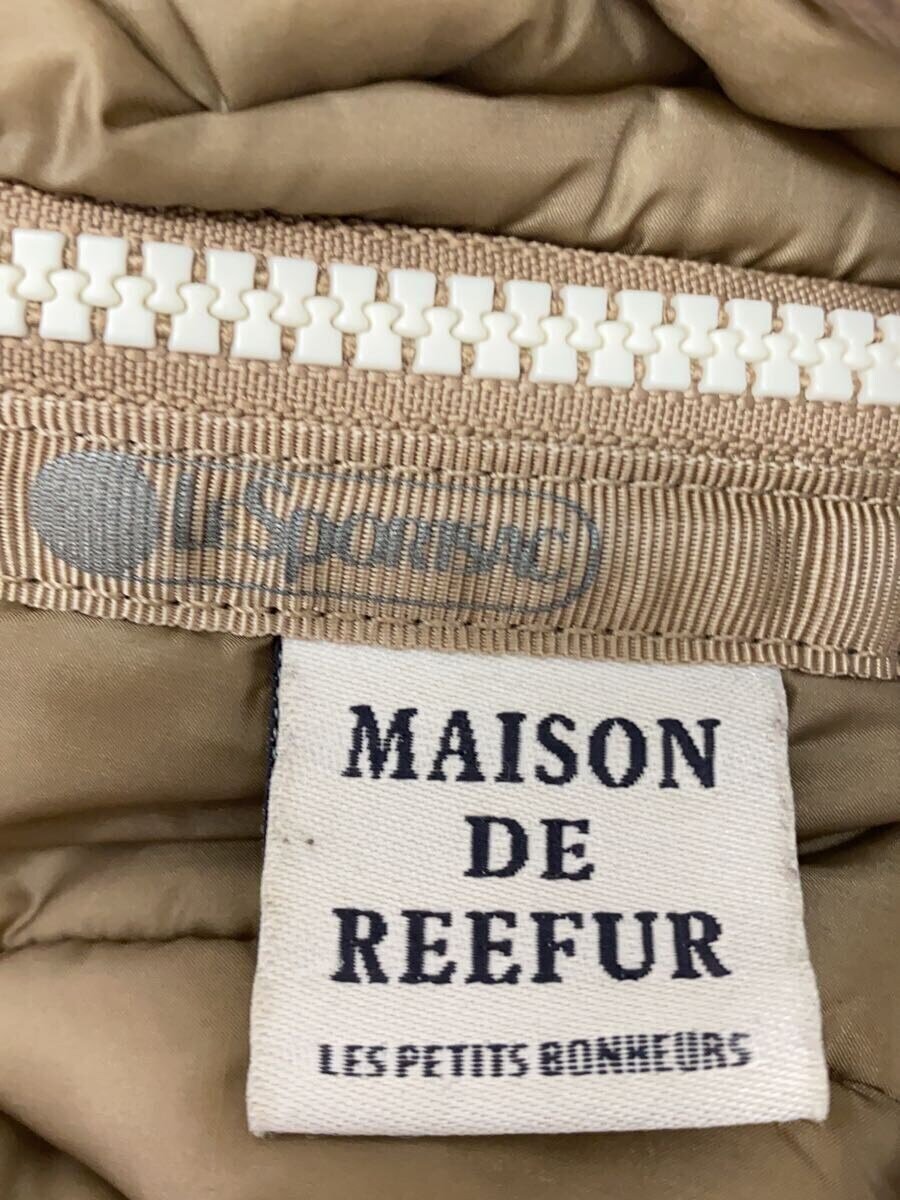 LeSportsac
MAISON
DE
REEFUR
LES PETITS BONHEURS